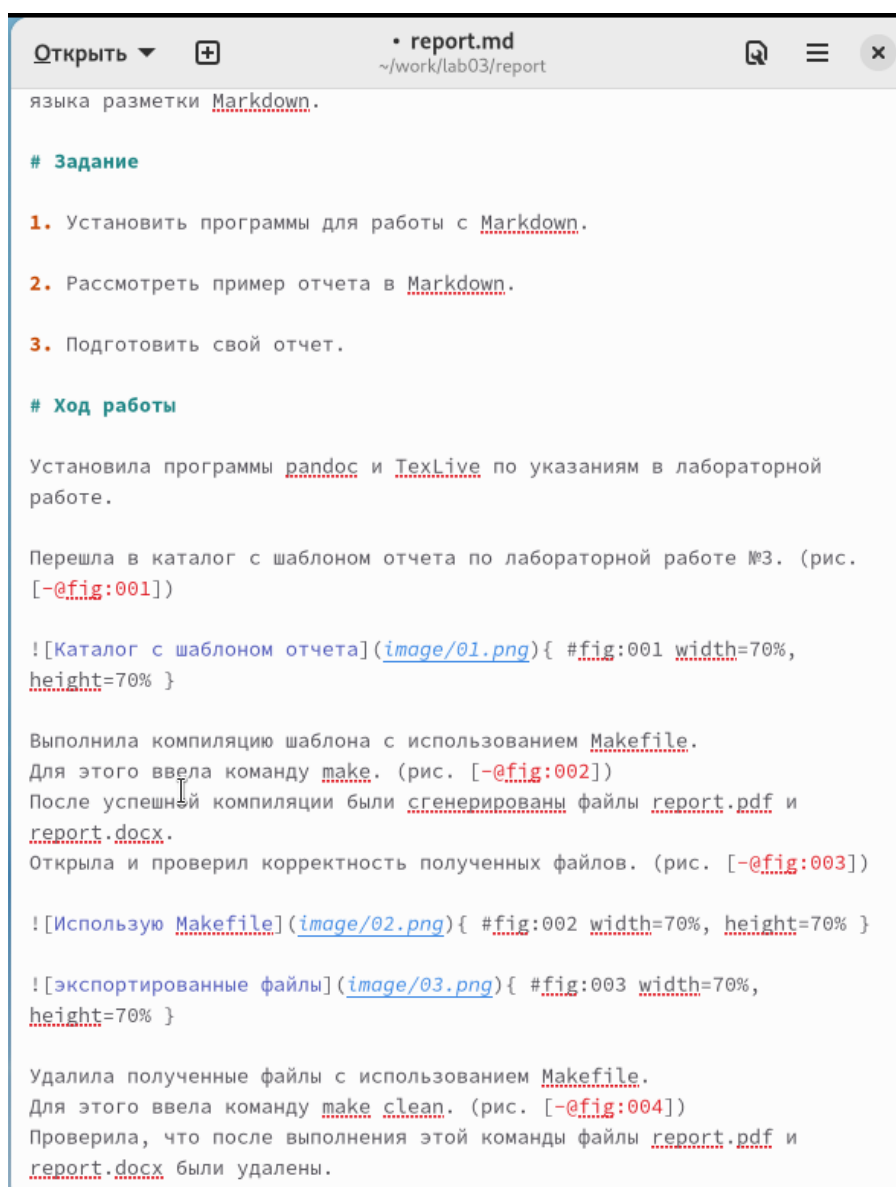 Открыть
• report.md
~/work/lab03/report
языка разметки Markdown.
# Задание
1. Установить программы для работы с Markdown.
2. Рассмотреть пример отчета в Markdown.
3. Подготовить свой отчет.
# Ход работы
Установила программы pandoc и TexLive по указаниям в лабораторной
работе.
Перешла в каталог с шаблоном отчета по лабораторной работе №3. (рис.
[-@fig:001])
![Каталог с шаблоном отчета](image/01.png){ #fig:001 width=70%,
height=70% }
Выполнила компиляцию шаблона с использованием Makefile.
Для этого ввела команду make. (рис. [-@fig:002])
После успешной компиляции были сгенерированы файлы report.pdf и
report.docx.
Открыла и проверил корректность полученных файлов. (рис. [-@fig:003])
![Использую Makefile](image/02.png){ #fig:002 width=70%, height=70% }
![экспортированные файлы](image/03.png){ #fig:003 width=70%,
height=70% }
Удалила полученные файлы с использованием Makefile.
Для этого ввела команду make clean. (рис. [-@fig:004])
Проверила, что после выполнения этой команды файлы report.pdf и
report.docx были удалены.